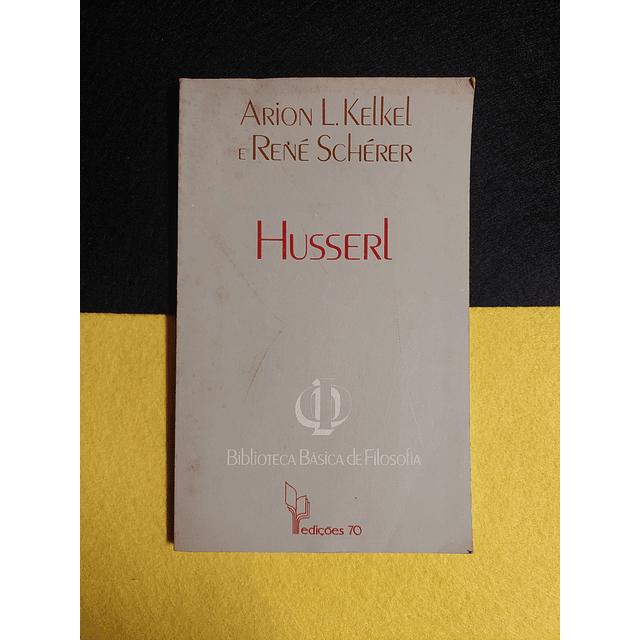 Arion L. Kelkel
e René Schérer
Husserl
Biblioteca Básica de Filosofia
edições 70